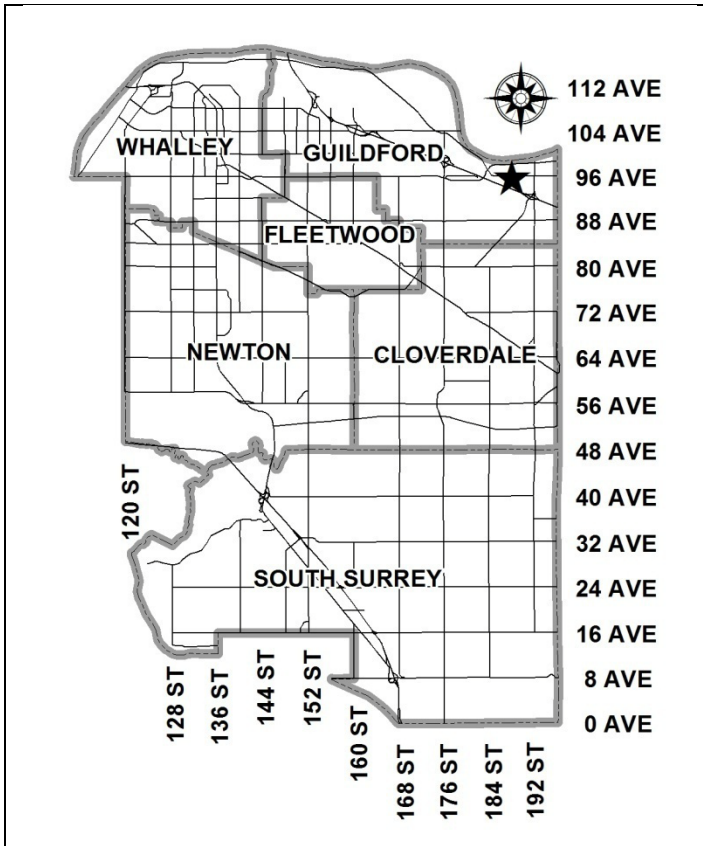 112 AVE
104 AVE
WHALLEY
GUILDFORD
96 AVE
88 AVE
FLEETWOOD
80 AVE
72 AVE
NEWTON
CLOVERDALE
64 AVE
56 AVE
48 AVE
120 ST
40 AVE
32 AVE
SOUTH SURREY
24 AVE
16 AVE
8 AVE
0 AVE
128 ST
136 ST
144 ST
152 ST
160 ST
168 ST
176 ST
184 ST
192 ST